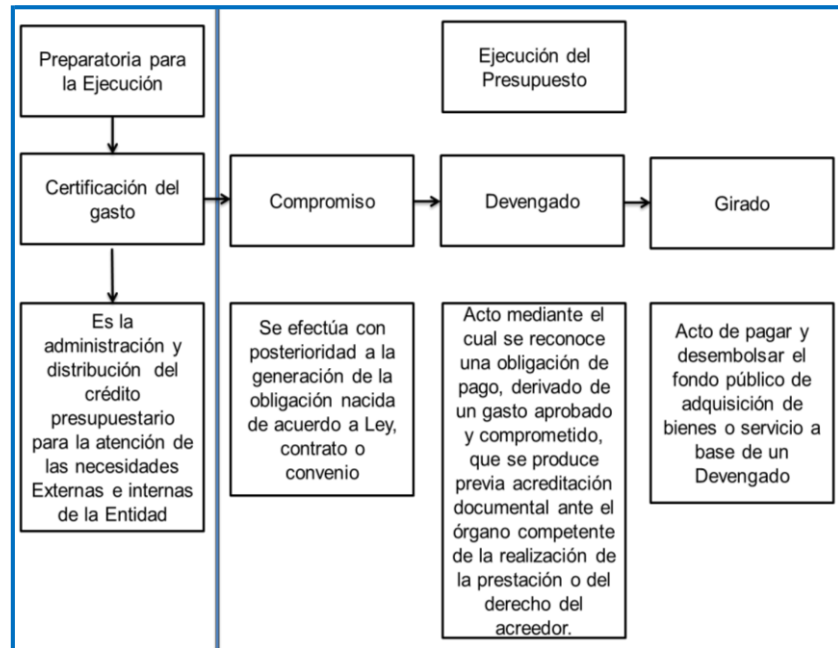 Preparatoria para
la Ejecución
Ejecución del
Presupuesto
Certificación del
gasto
Compromiso
Devengado
Girado
Es la
administración y
distribución del
crédito
presupuestario
para la atención de
las necesidades
Externas e internas
de la Entidad
Se efectúa con
posterioridad a la
generación de la
obligación nacida
de acuerdo a Ley,
contrato o
convenio
Acto mediante el
cual se reconoce
una obligación de
pago, derivado de
un gasto aprobado
y comprometido,
que se produce
previa acreditación
documental ante el
órgano competente
de la realización de
la prestación o del
derecho del
acreedor.
Acto de pagar y
desembolsar el
fondo público de
adquisición de
bienes o servicio a
base de un
Devengado